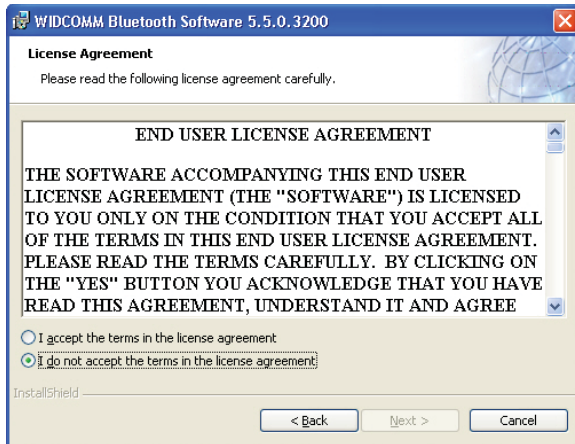 WIDCOMM Bluetooth Software 5.5.0.3200
License Agreement
Please read the following license agreement carefully.
END USER LICENSE AGREEMENT
THE SOFTWARE ACCOMPANYING THIS END USER
LICENSE AGREEMENT (THE "SOFTWARE") IS LICENSED
TO YOU ONLY ON THE CONDITION THAT YOU ACCEPT ALL
OF THE TERMS IN THIS END USER LICENSE AGREEMENT.
PLEASE READ THE TERMS CAREFULLY.  BY CLICKING ON
THE "YES" BUTTON YOU ACKNOWLEDGE THAT YOU HAVE
READ THIS AGREEMENT, UNDERSTAND IT AND AGREE
I accept the terms in the license agreement
I do not accept the terms in the license agreement
InstallShield
< Back Next > Cancel